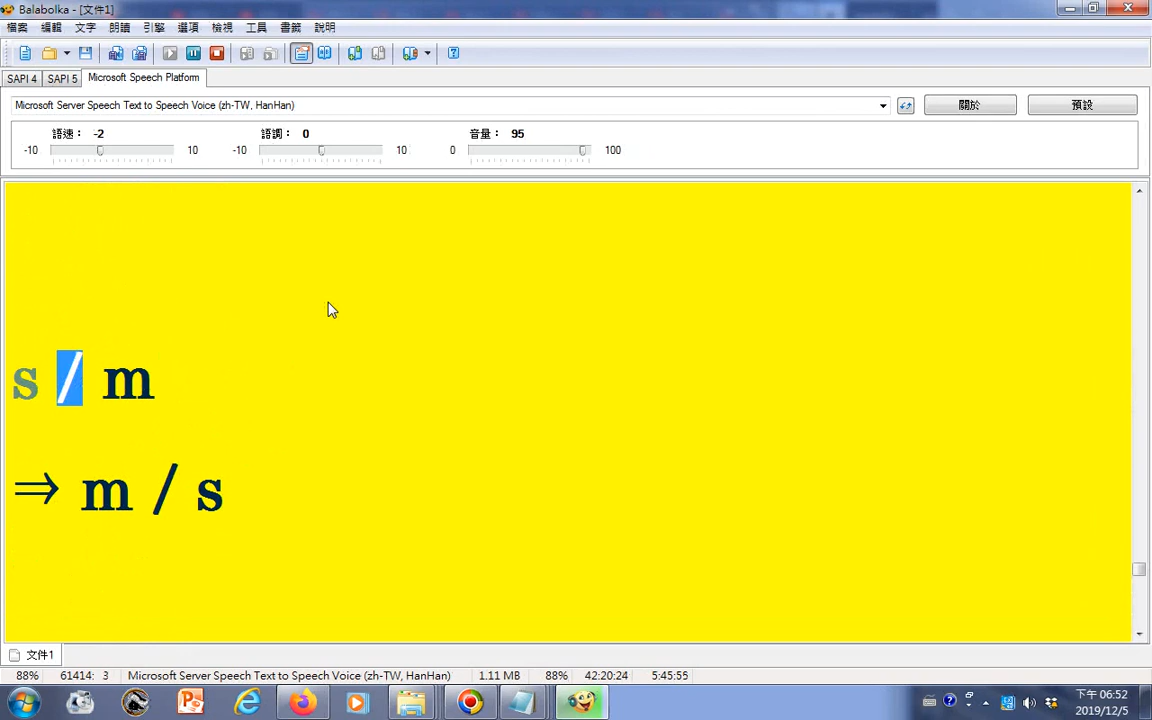 Balabolka - [文件1]
檔案 編輯 文字 朗讀 引擎 選項 檢視 工具 書籤 說明
SAPI 4 SAPI 5 Microsoft Speech Platform
Microsoft Server Speech Text to Speech Voice (zh-TW, HanHan) 關於 預設
語速： -2 語調： 0 音量： 95
-10 10 -10 10 0 100
s / m
⇒ m / s
文件1
88% 61414: 3 Microsoft Server Speech Text to Speech Voice (zh-TW, HanHan) 1.11 MB 88% 42:20:24 5:45:55
下午 06:52
2019/12/5